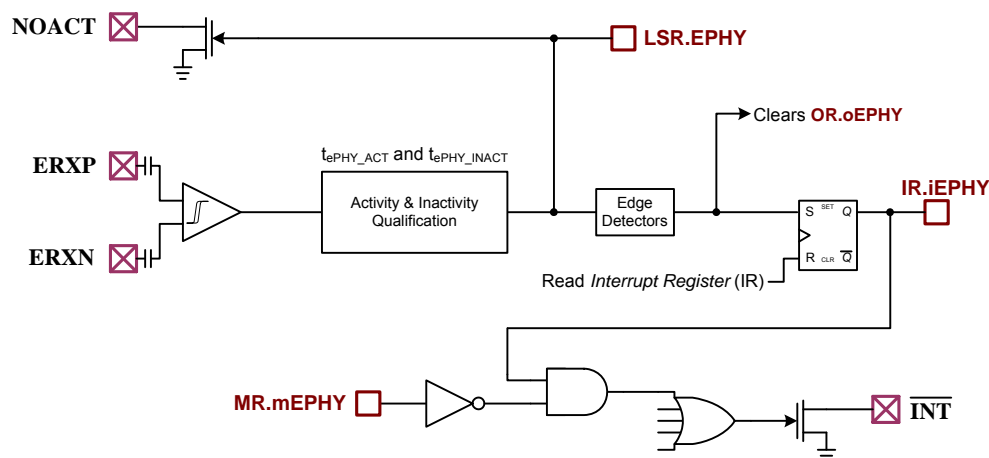 NOACT
LSR.EPHY
Clears OR.oEPHY
ERXP
tePHY_ACT and tePHY_INACT
IR.iEPHY
Activity & Inactivity
Qualification
Edge
Detectors
S SET Q
R CLR Q̅
ERXN
Read Interrupt Register (IR)
MR.mEPHY
I̅N̅T̅